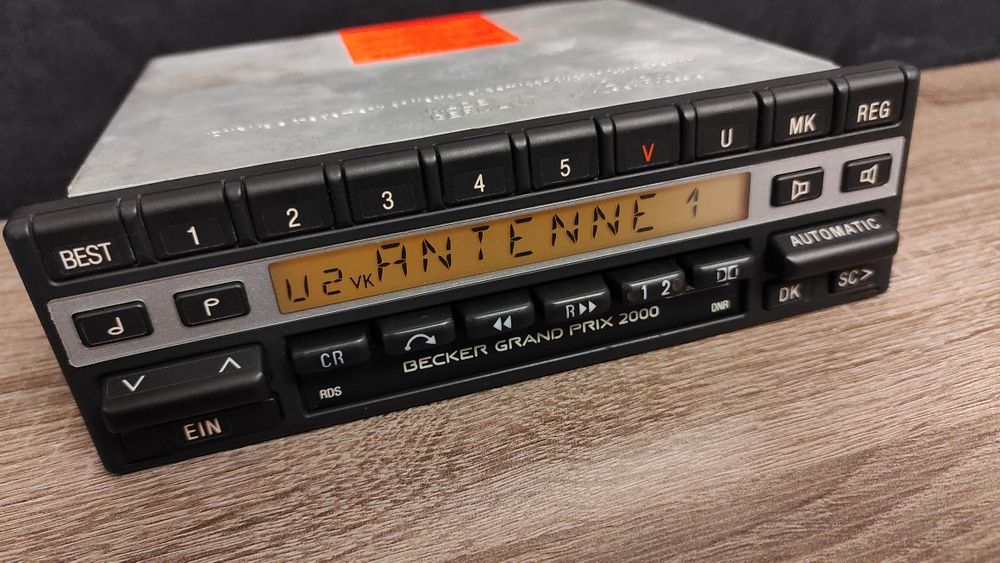 BEST 1 2 3 4 5 V U MK REG
U2 VK ANTENNE 1
AUTOMATIC
CR R 1 2 DK SC>
BECKER GRAND PRIX 2000 DNR
RDS
EIN